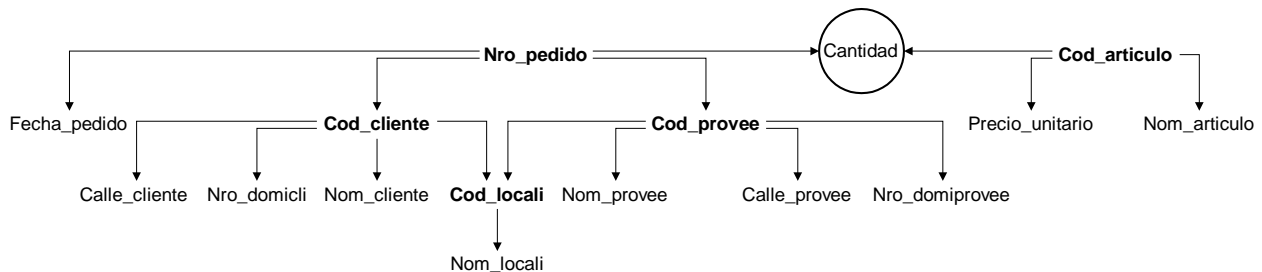 Nro_pedido Cantidad Cod_articulo
Fecha_pedido Cod_cliente Cod_provee Precio_unitario Nom_articulo
Calle_cliente Nro_domicli Nom_cliente Cod_locali Nom_provee Calle_provee Nro_domiprovee
Nom_locali